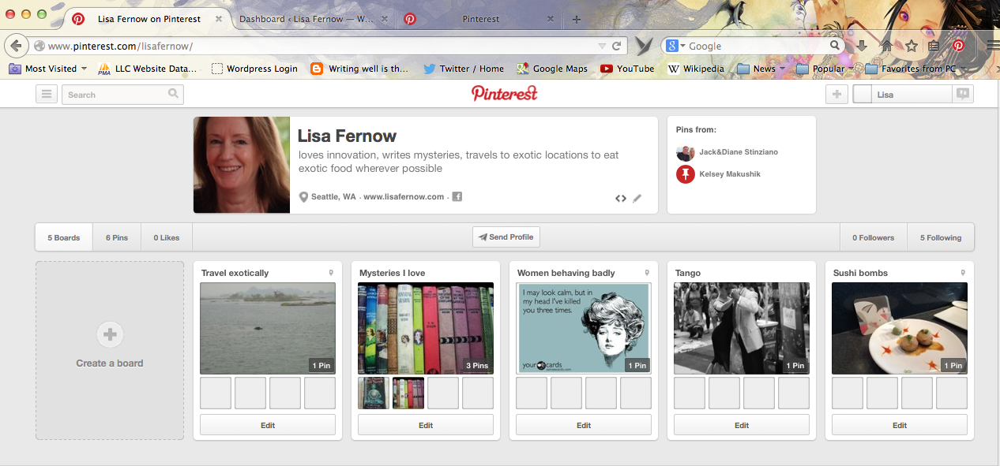 Lisa Fernow on Pinterest
Dashboard ‹ Lisa Fernow — W...
Pinterest
www.pinterest.com/lisafernow/
Google
Most Visited
LLC Website Data...
Wordpress Login
Writing well is th...
Twitter / Home
Google Maps
YouTube
Wikipedia
News
Popular
Favorites from PC
Search
Pinterest
Lisa
Lisa Fernow
loves innovation, writes mysteries, travels to exotic locations to eat
exotic food wherever possible
Seattle, WA · www.lisafernow.com ·
Pins from:
Jack&Diane Stinziano
Kelsey Makushik
5 Boards
6 Pins
0 Likes
Send Profile
0 Followers
5 Following
Create a board
Travel exotically
1 Pin
Edit
Mysteries I love
3 Pins
Edit
Women behaving badly
I may look calm, but in
my head I've killed
you three times.
your cards
someecards.com
1 Pin
Edit
Tango
1 Pin
Edit
Sushi bombs
1 Pin
Edit